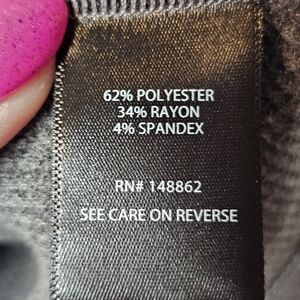 62% POLYESTER
34% RAYON
4% SPANDEX
RN# 148862
SEE CARE ON REVERSE